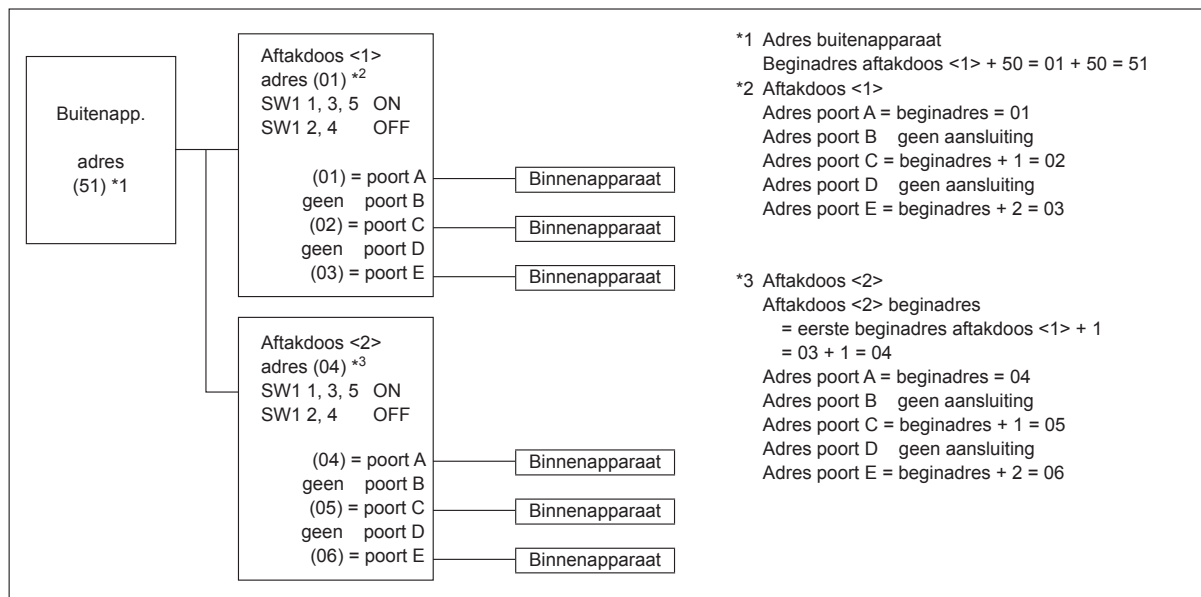 Buitenapp.
adres
(51) *1
Aftakdoos <1>
adres (01) *2
SW1 1, 3, 5 ON
SW1 2, 4 OFF
(01) = poort A
geen poort B
(02) = poort C
geen poort D
(03) = poort E
Binnenapparaat
Binnenapparaat
Binnenapparaat
Aftakdoos <2>
adres (04) *3
SW1 1, 3, 5 ON
SW1 2, 4 OFF
(04) = poort A
geen poort B
(05) = poort C
geen poort D
(06) = poort E
Binnenapparaat
Binnenapparaat
Binnenapparaat
*1 Adres buitenapparaat
Beginadres aftakdoos <1> + 50 = 01 + 50 = 51
*2 Aftakdoos <1>
Adres poort A = beginadres = 01
Adres poort B geen aansluiting
Adres poort C = beginadres + 1 = 02
Adres poort D geen aansluiting
Adres poort E = beginadres + 2 = 03
*3 Aftakdoos <2>
Aftakdoos <2> beginadres
= eerste beginadres aftakdoos <1> + 1
= 03 + 1 = 04
Adres poort A = beginadres = 04
Adres poort B geen aansluiting
Adres poort C = beginadres + 1 = 05
Adres poort D geen aansluiting
Adres poort E = beginadres + 2 = 06